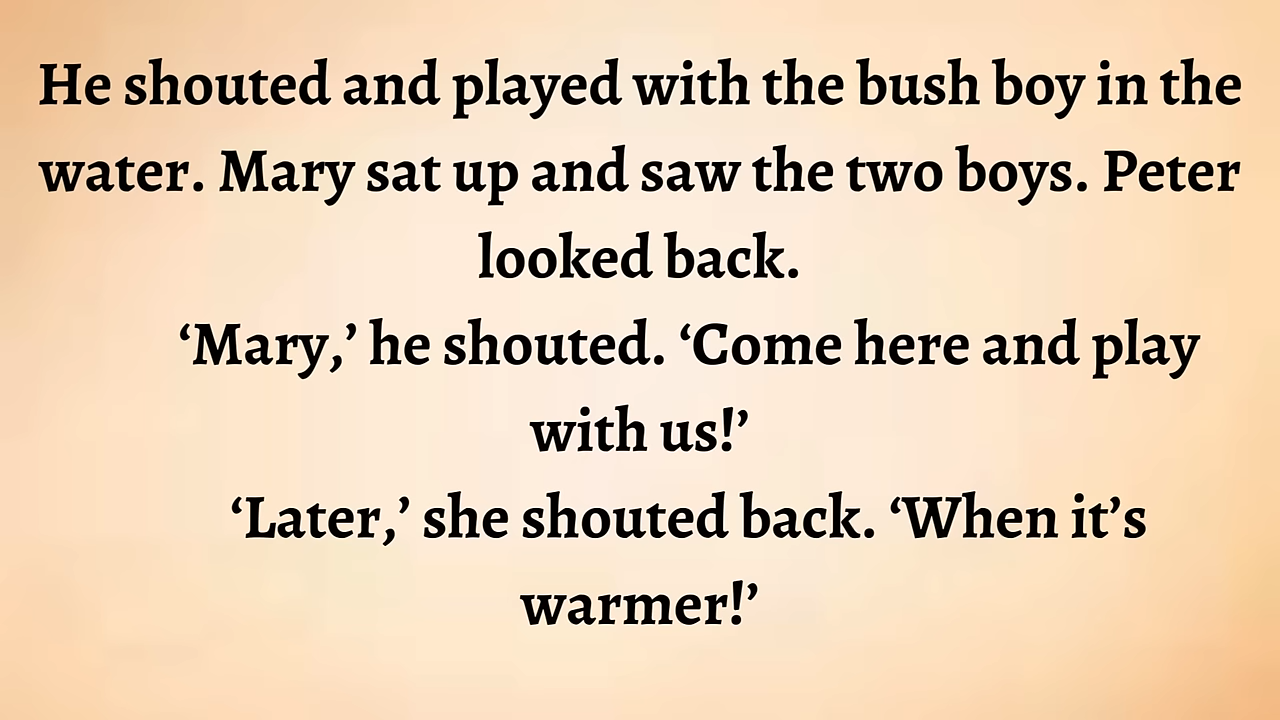 He shouted and played with the bush boy in the
water. Mary sat up and saw the two boys. Peter
looked back.
‘Mary,’ he shouted. ‘Come here and play
with us!’
‘Later,’ she shouted back. ‘When it’s
warmer!’